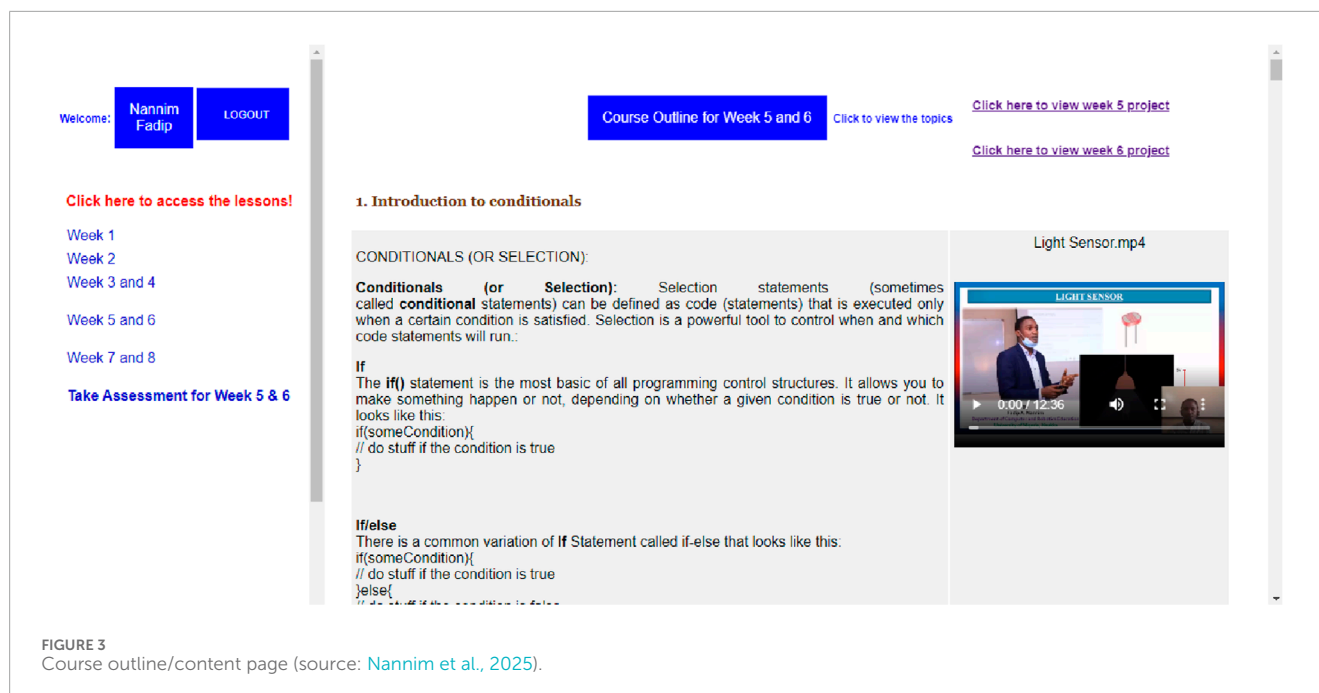 Welcome:
Nannim
Fadip
LOGOUT
Click here to access the lessons!
Week 1
Week 2
Week 3 and 4
Week 5 and 6
Week 7 and 8
Take Assessment for Week 5 & 6
Course Outline for Week 5 and 6
Click to view the topics
Click here to view week 5 project
Click here to view week 6 project
1. Introduction to conditionals
CONDITIONALS (OR SELECTION):
Conditionals (or Selection): Selection statements (sometimes
called conditional statements) can be defined as code (statements) that is executed only
when a certain condition is satisfied. Selection is a powerful tool to control when and which
code statements will run.:
If
The if() statement is the most basic of all programming control structures. It allows you to
make something happen or not, depending on whether a given condition is true or not. It
looks like this:
if(someCondition){
// do stuff if the condition is true
}
If/else
There is a common variation of If Statement called if-else that looks like this:
if(someCondition){
// do stuff if the condition is true
}else{
// do stuff if the condition is false
Light Sensor.mp4
LIGHT SENSOR
0:00 / 12:36
FIGURE 3
Course outline/content page (source: Nannim et al., 2025).